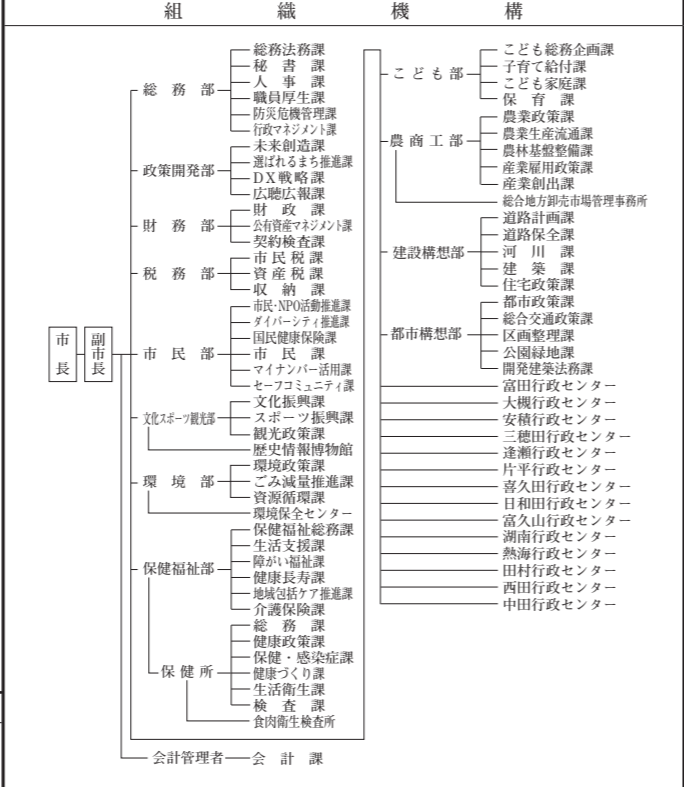 組織機構
市長
副市長
総務部
総務法務課
秘書課
人事課
職員厚生課
防災危機管理課
行政マネジメント課
政策開発部
未来創造課
選ばれるまち推進課
DX戦略課
広聴広報課
財務部
財政課
公有資産マネジメント課
契約検査課
税務部
市民税課
資産税課
収納課
市民部
市民・NPO活動推進課
ダイバーシティ推進課
国民健康保険課
市民課
マイナンバー活用課
セーフコミュニティ課
文化スポーツ観光部
文化振興課
スポーツ振興課
観光政策課
歴史情報博物館
環境部
環境政策課
ごみ減量推進課
資源循環課
環境保全センター
保健福祉部
保健福祉総務課
生活支援課
障がい福祉課
健康長寿課
地域包括ケア推進課
介護保険課
保健所
総務課
健康政策課
保健・感染症課
健康づくり課
生活衛生課
検査課
食肉衛生検査所
会計管理者
会計課
こども部
こども総務企画課
子育て給付課
こども家庭課
保育課
農商工部
農業政策課
農業生産流通課
農林基盤整備課
産業雇用政策課
産業創出課
総合地方卸売市場管理事務所
建設構想部
道路計画課
道路保全課
河川課
建築課
住宅政策課
都市構想部
都市政策課
総合交通政策課
区画整理課
公園緑地課
開発建築法務課
富田行政センター
大槻行政センター
安積行政センター
三穂田行政センター
逢瀬行政センター
片平行政センター
喜久田行政センター
日和田行政センター
富久山行政センター
湖南行政センター
熱海行政センター
田村行政センター
西田行政センター
中田行政センター